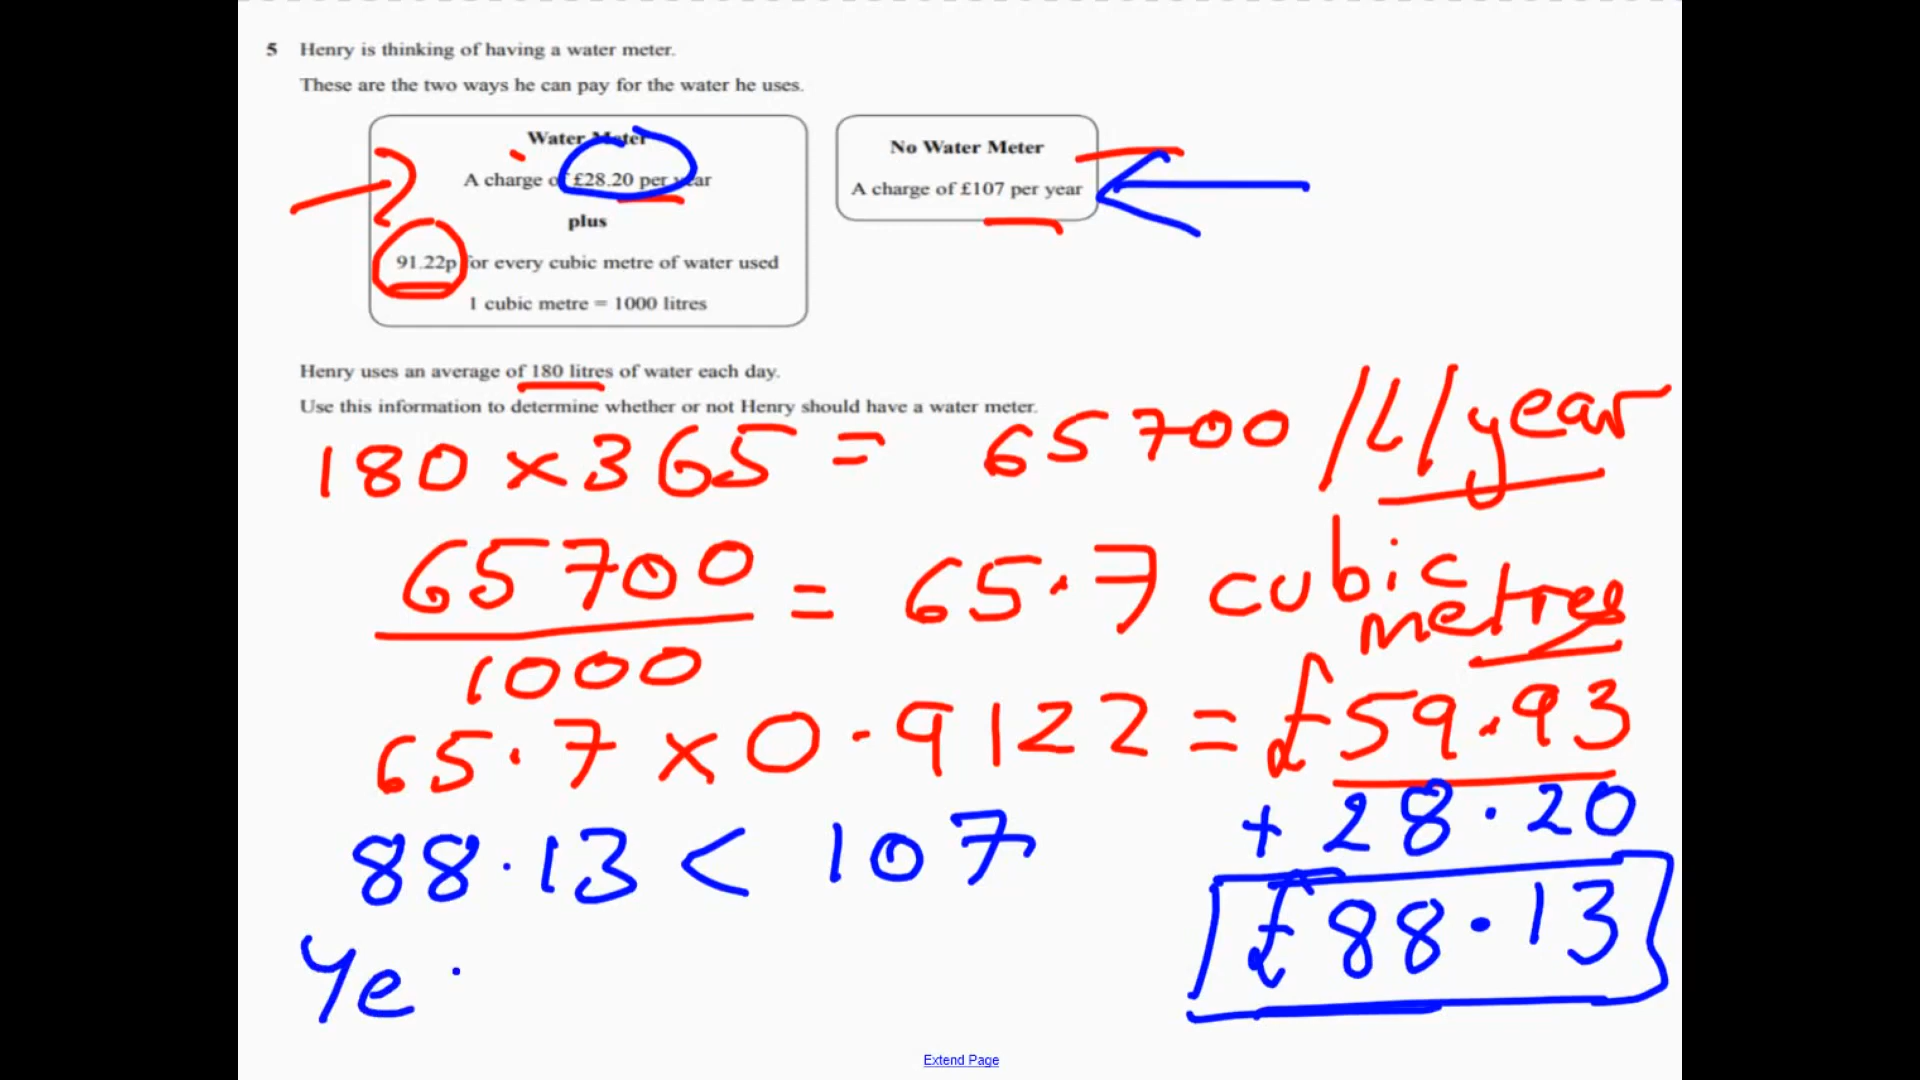 5 Henry is thinking of having a water meter.
These are the two ways he can pay for the water he uses.
Water Meter
A charge of £28.20 per year
plus
91.22p for every cubic metre of water used
1 cubic metre = 1000 litres
No Water Meter
A charge of £107 per year
Henry uses an average of 180 litres of water each day.
Use this information to determine whether or not Henry should have a water meter.
180 × 365 = 65700 /L/year
65700
1000
= 65.7 cubic
metres
65.7 × 0.9122 = £59.93
+ 28.20
£88.13
88.13 < 107
Ye
Extend Page